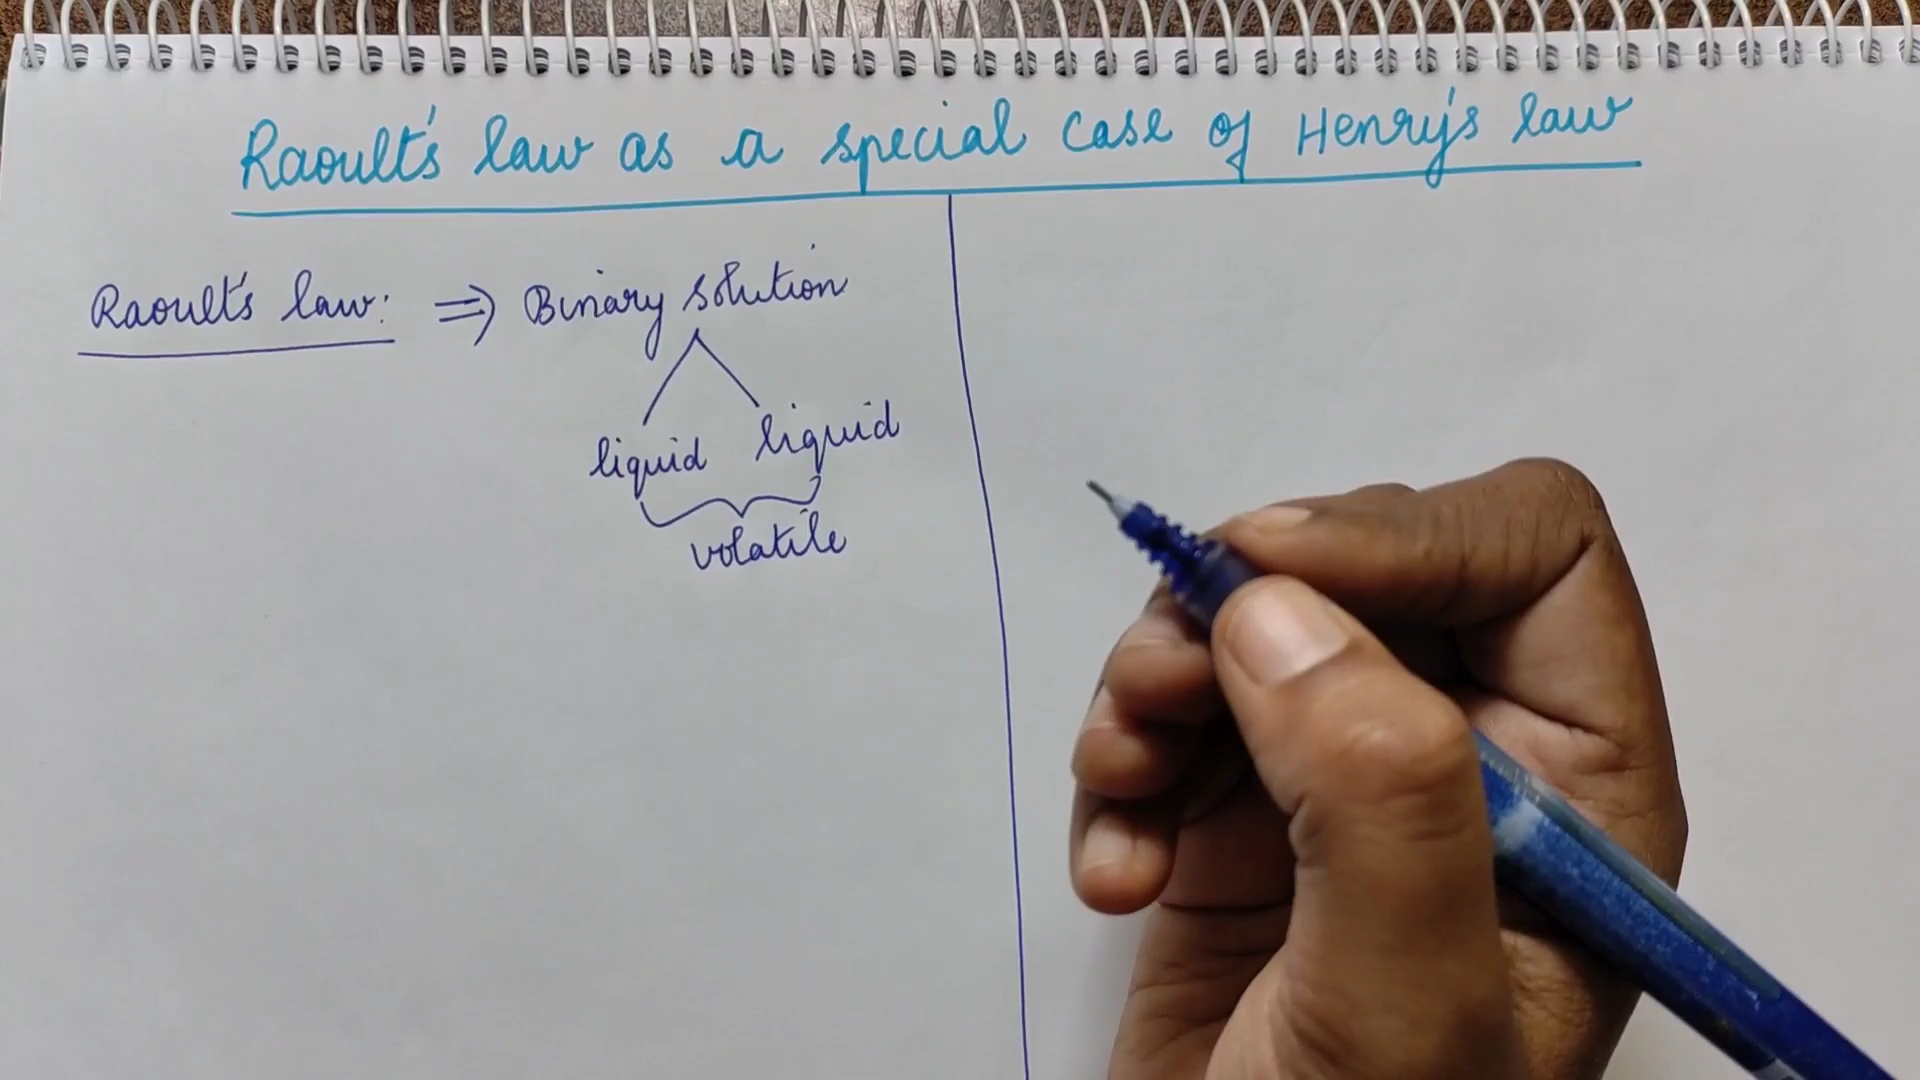 Raoult's law as a special case of Henry's law
Raoult's law: ⇒ Binary solution
liquid liquid
volatile